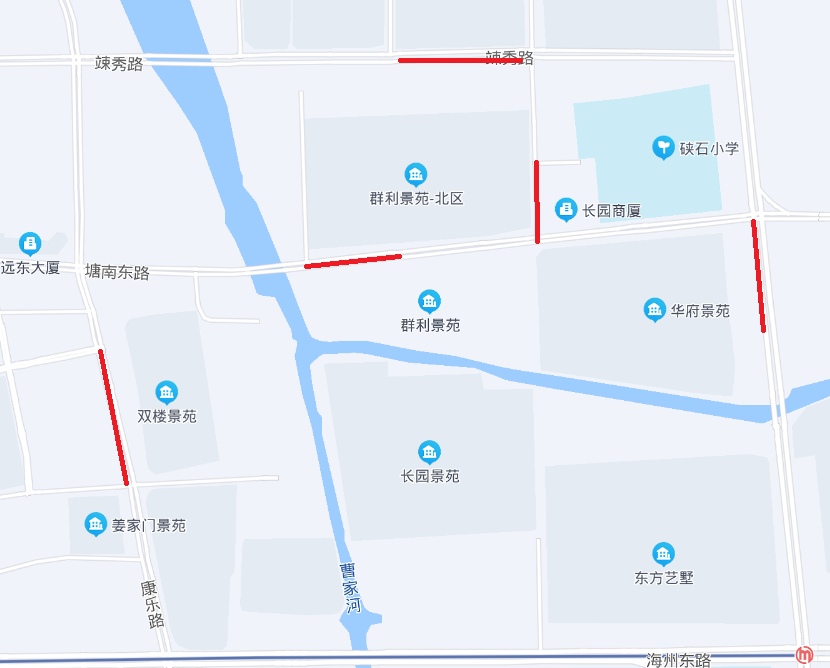 辣秀路
辣秀路
硖石小学
群利景苑-北区
长园商厦
远东大厦
塘南东路
华府景苑
群利景苑
双楼景苑
长园景苑
姜家门景苑
东方艺墅
曹家河
康乐路
海州东路